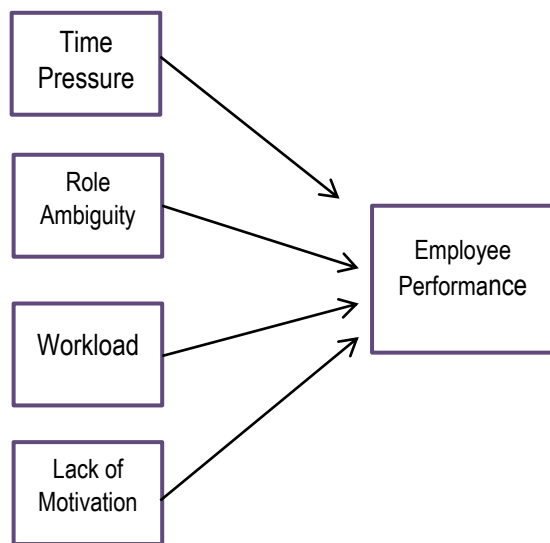 Time
Pressure
Role
Ambiguity
Workload
Lack of
Motivation
Employee
Performance